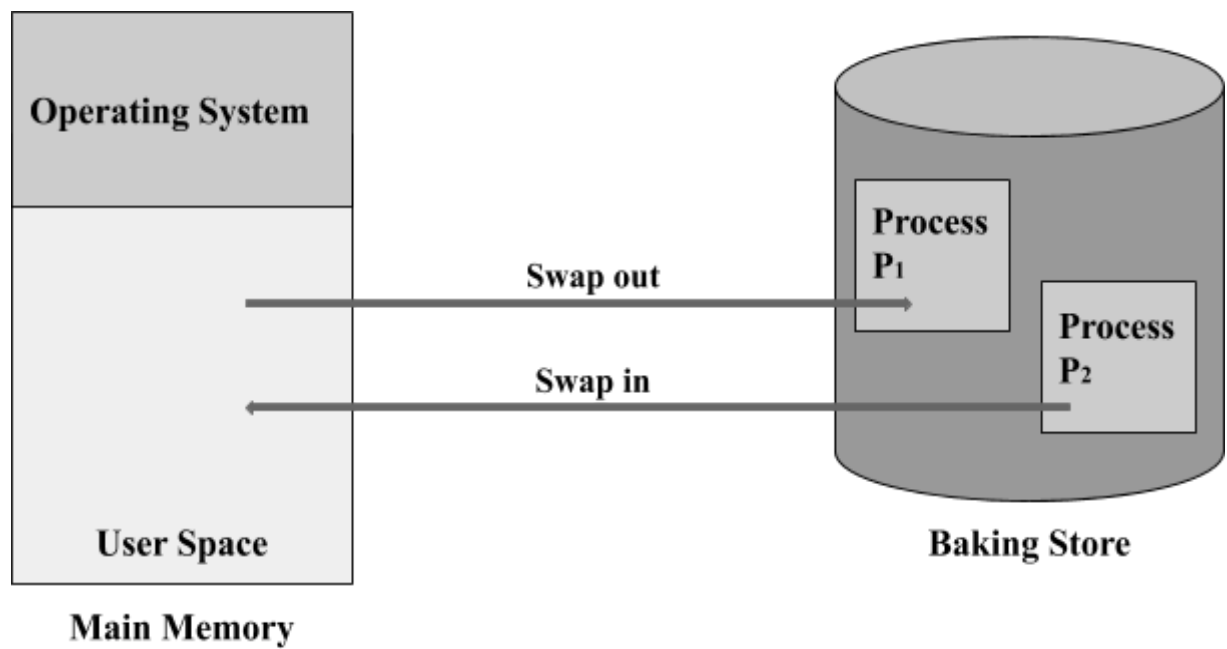 Operating System
Process
P₁
Swap out
Process
P₂
Swap in
User Space
Baking Store
Main Memory